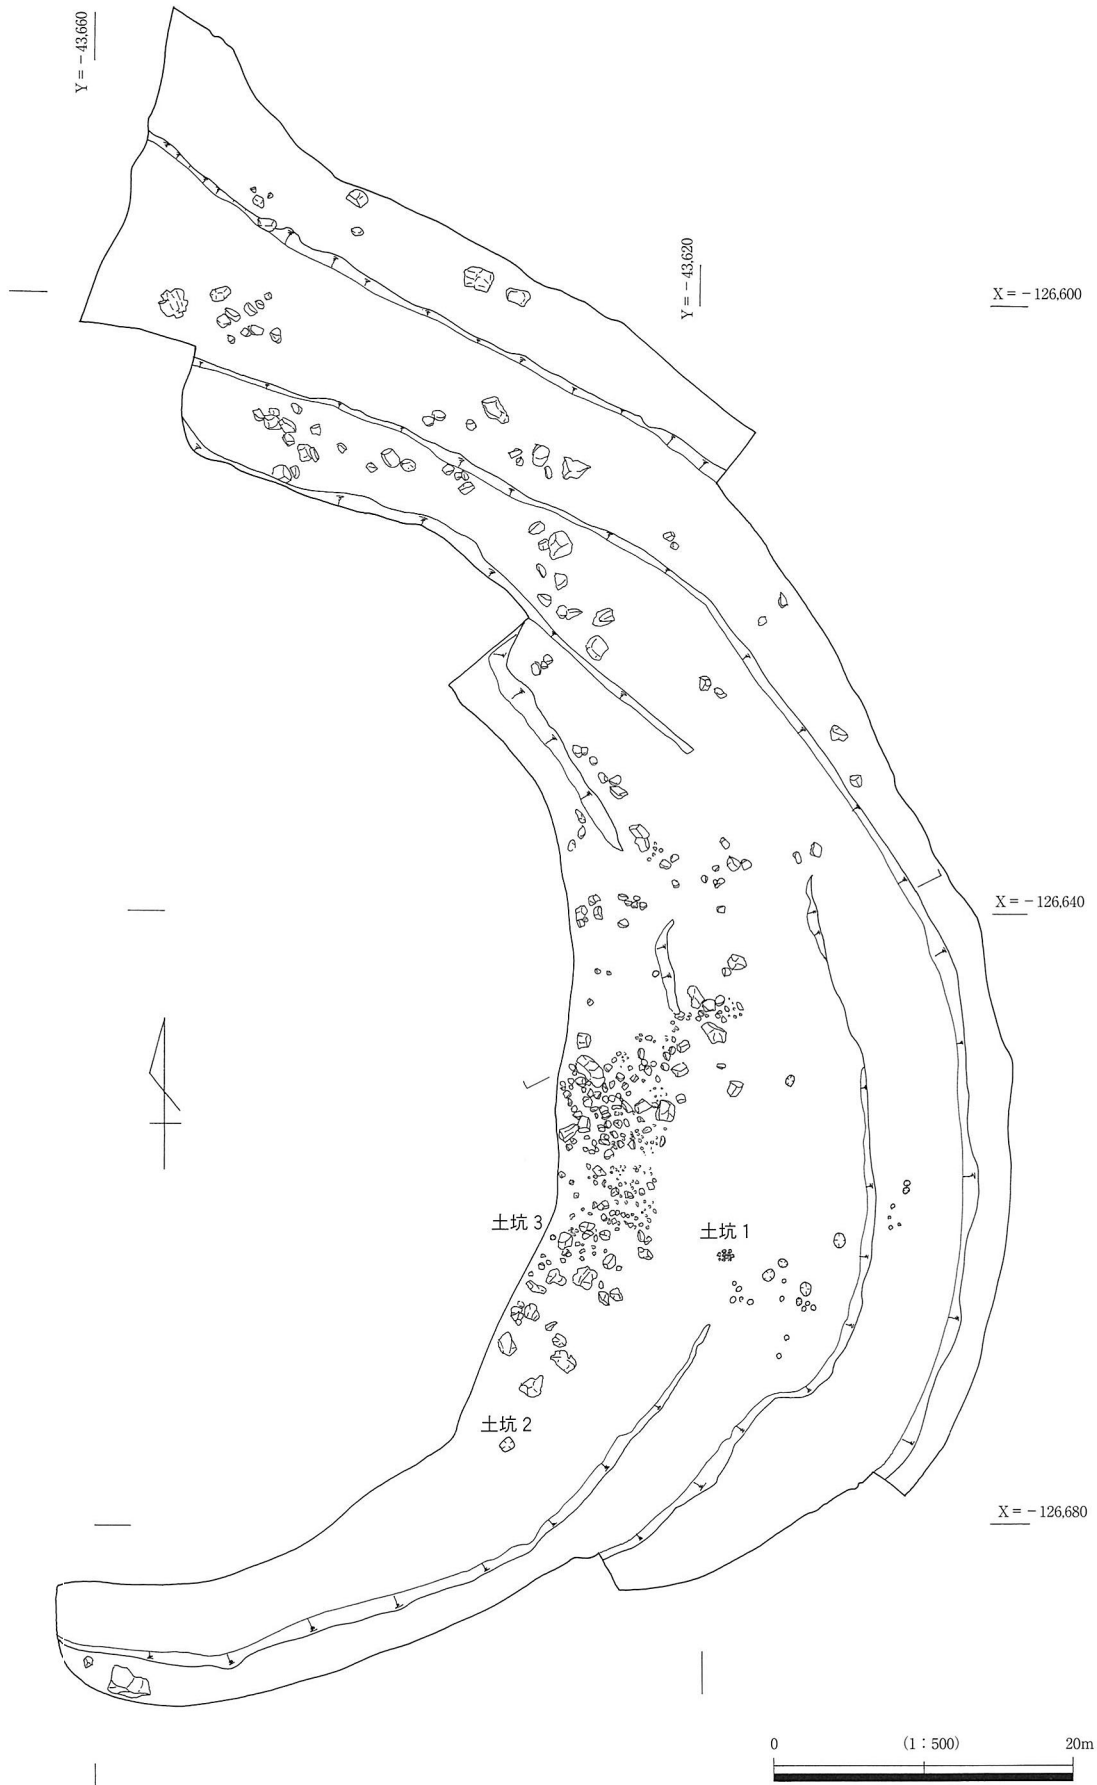 Y = －43,660
Y = －43,620
X = －126,600
X = －126,640
土坑 3
土坑 1
土坑 2
X = －126,680
0 (1：500) 20m